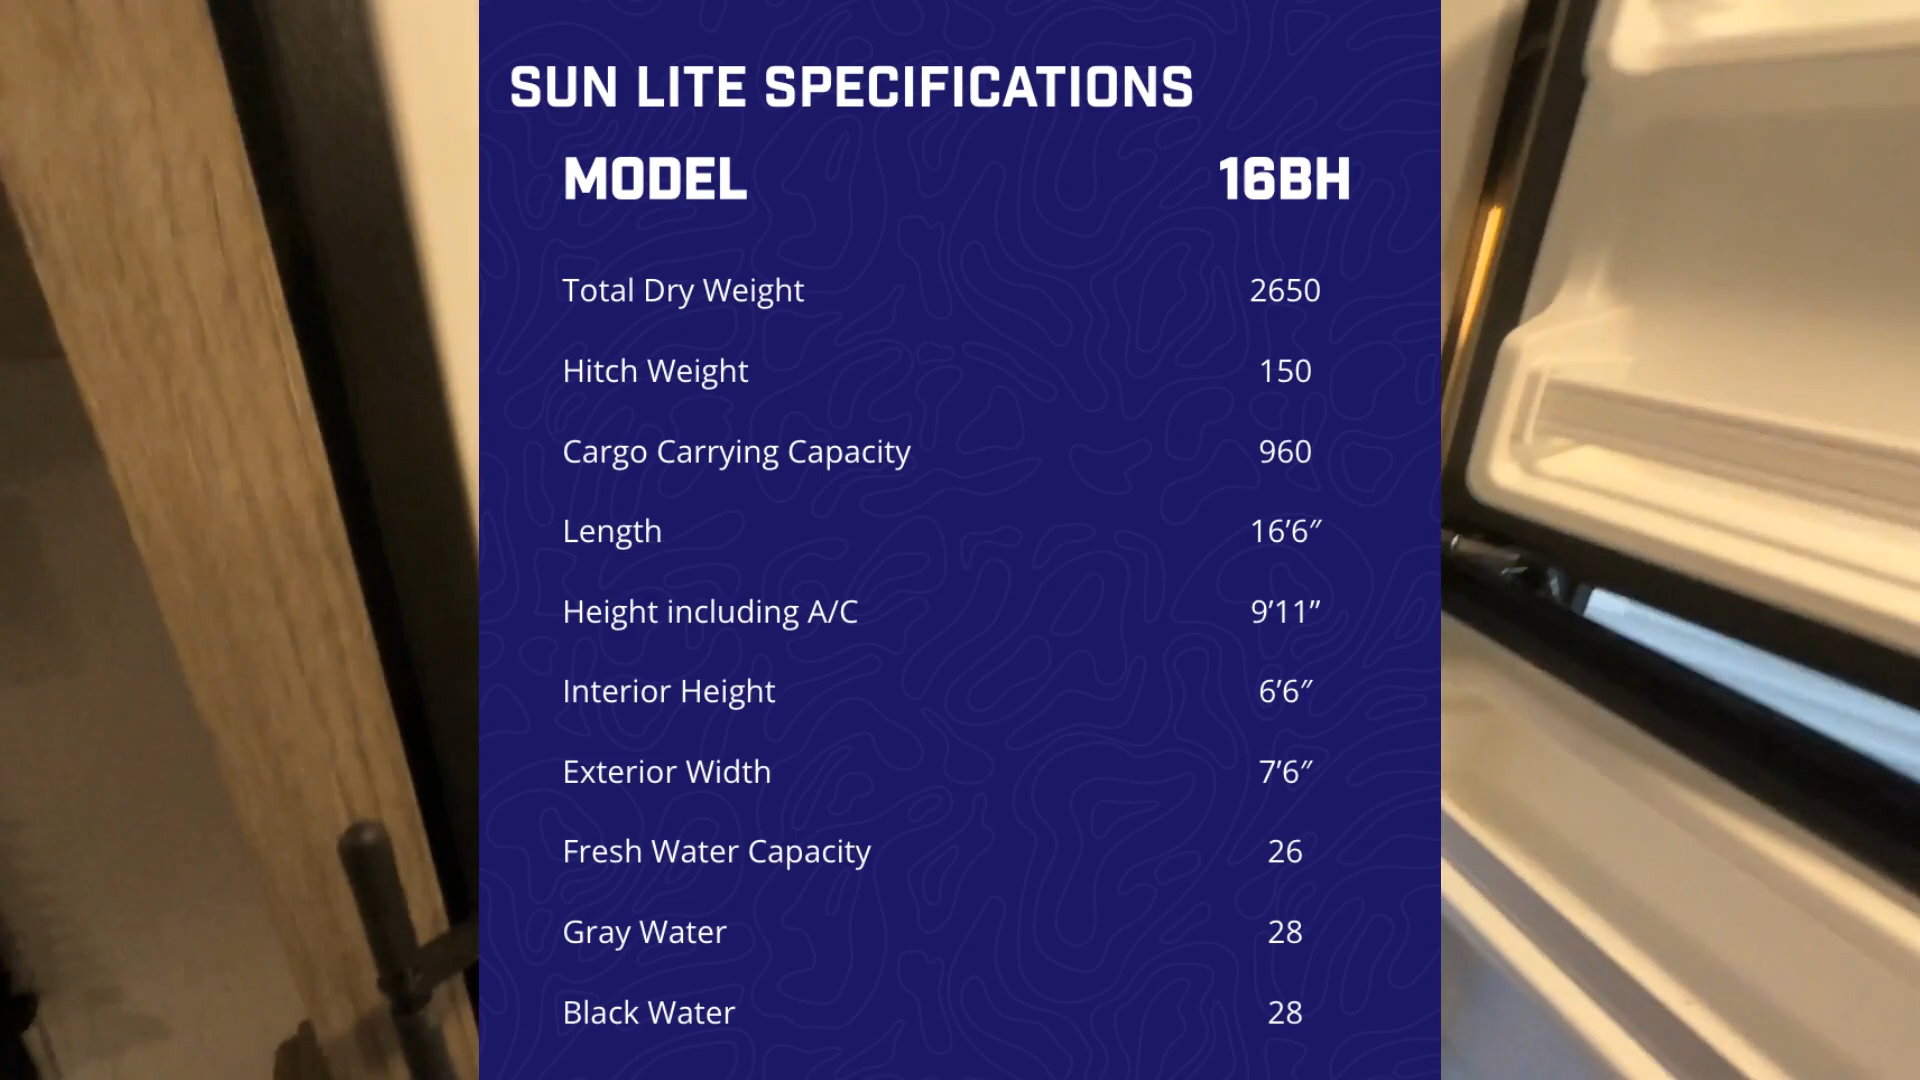 SUN LITE SPECIFICATIONS
MODEL 16BH
Total Dry Weight 2650
Hitch Weight 150
Cargo Carrying Capacity 960
Length 16’6″
Height including A/C 9’11”
Interior Height 6’6″
Exterior Width 7’6″
Fresh Water Capacity 26
Gray Water 28
Black Water 28